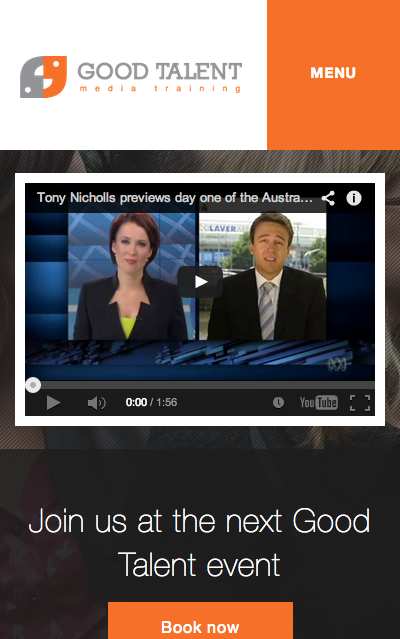 GOOD TALENT
media training
MENU
Tony Nicholls previews day one of the Austra...
LAVER
0:00 / 1:56
YouTube
Join us at the next Good
Talent event
Book now